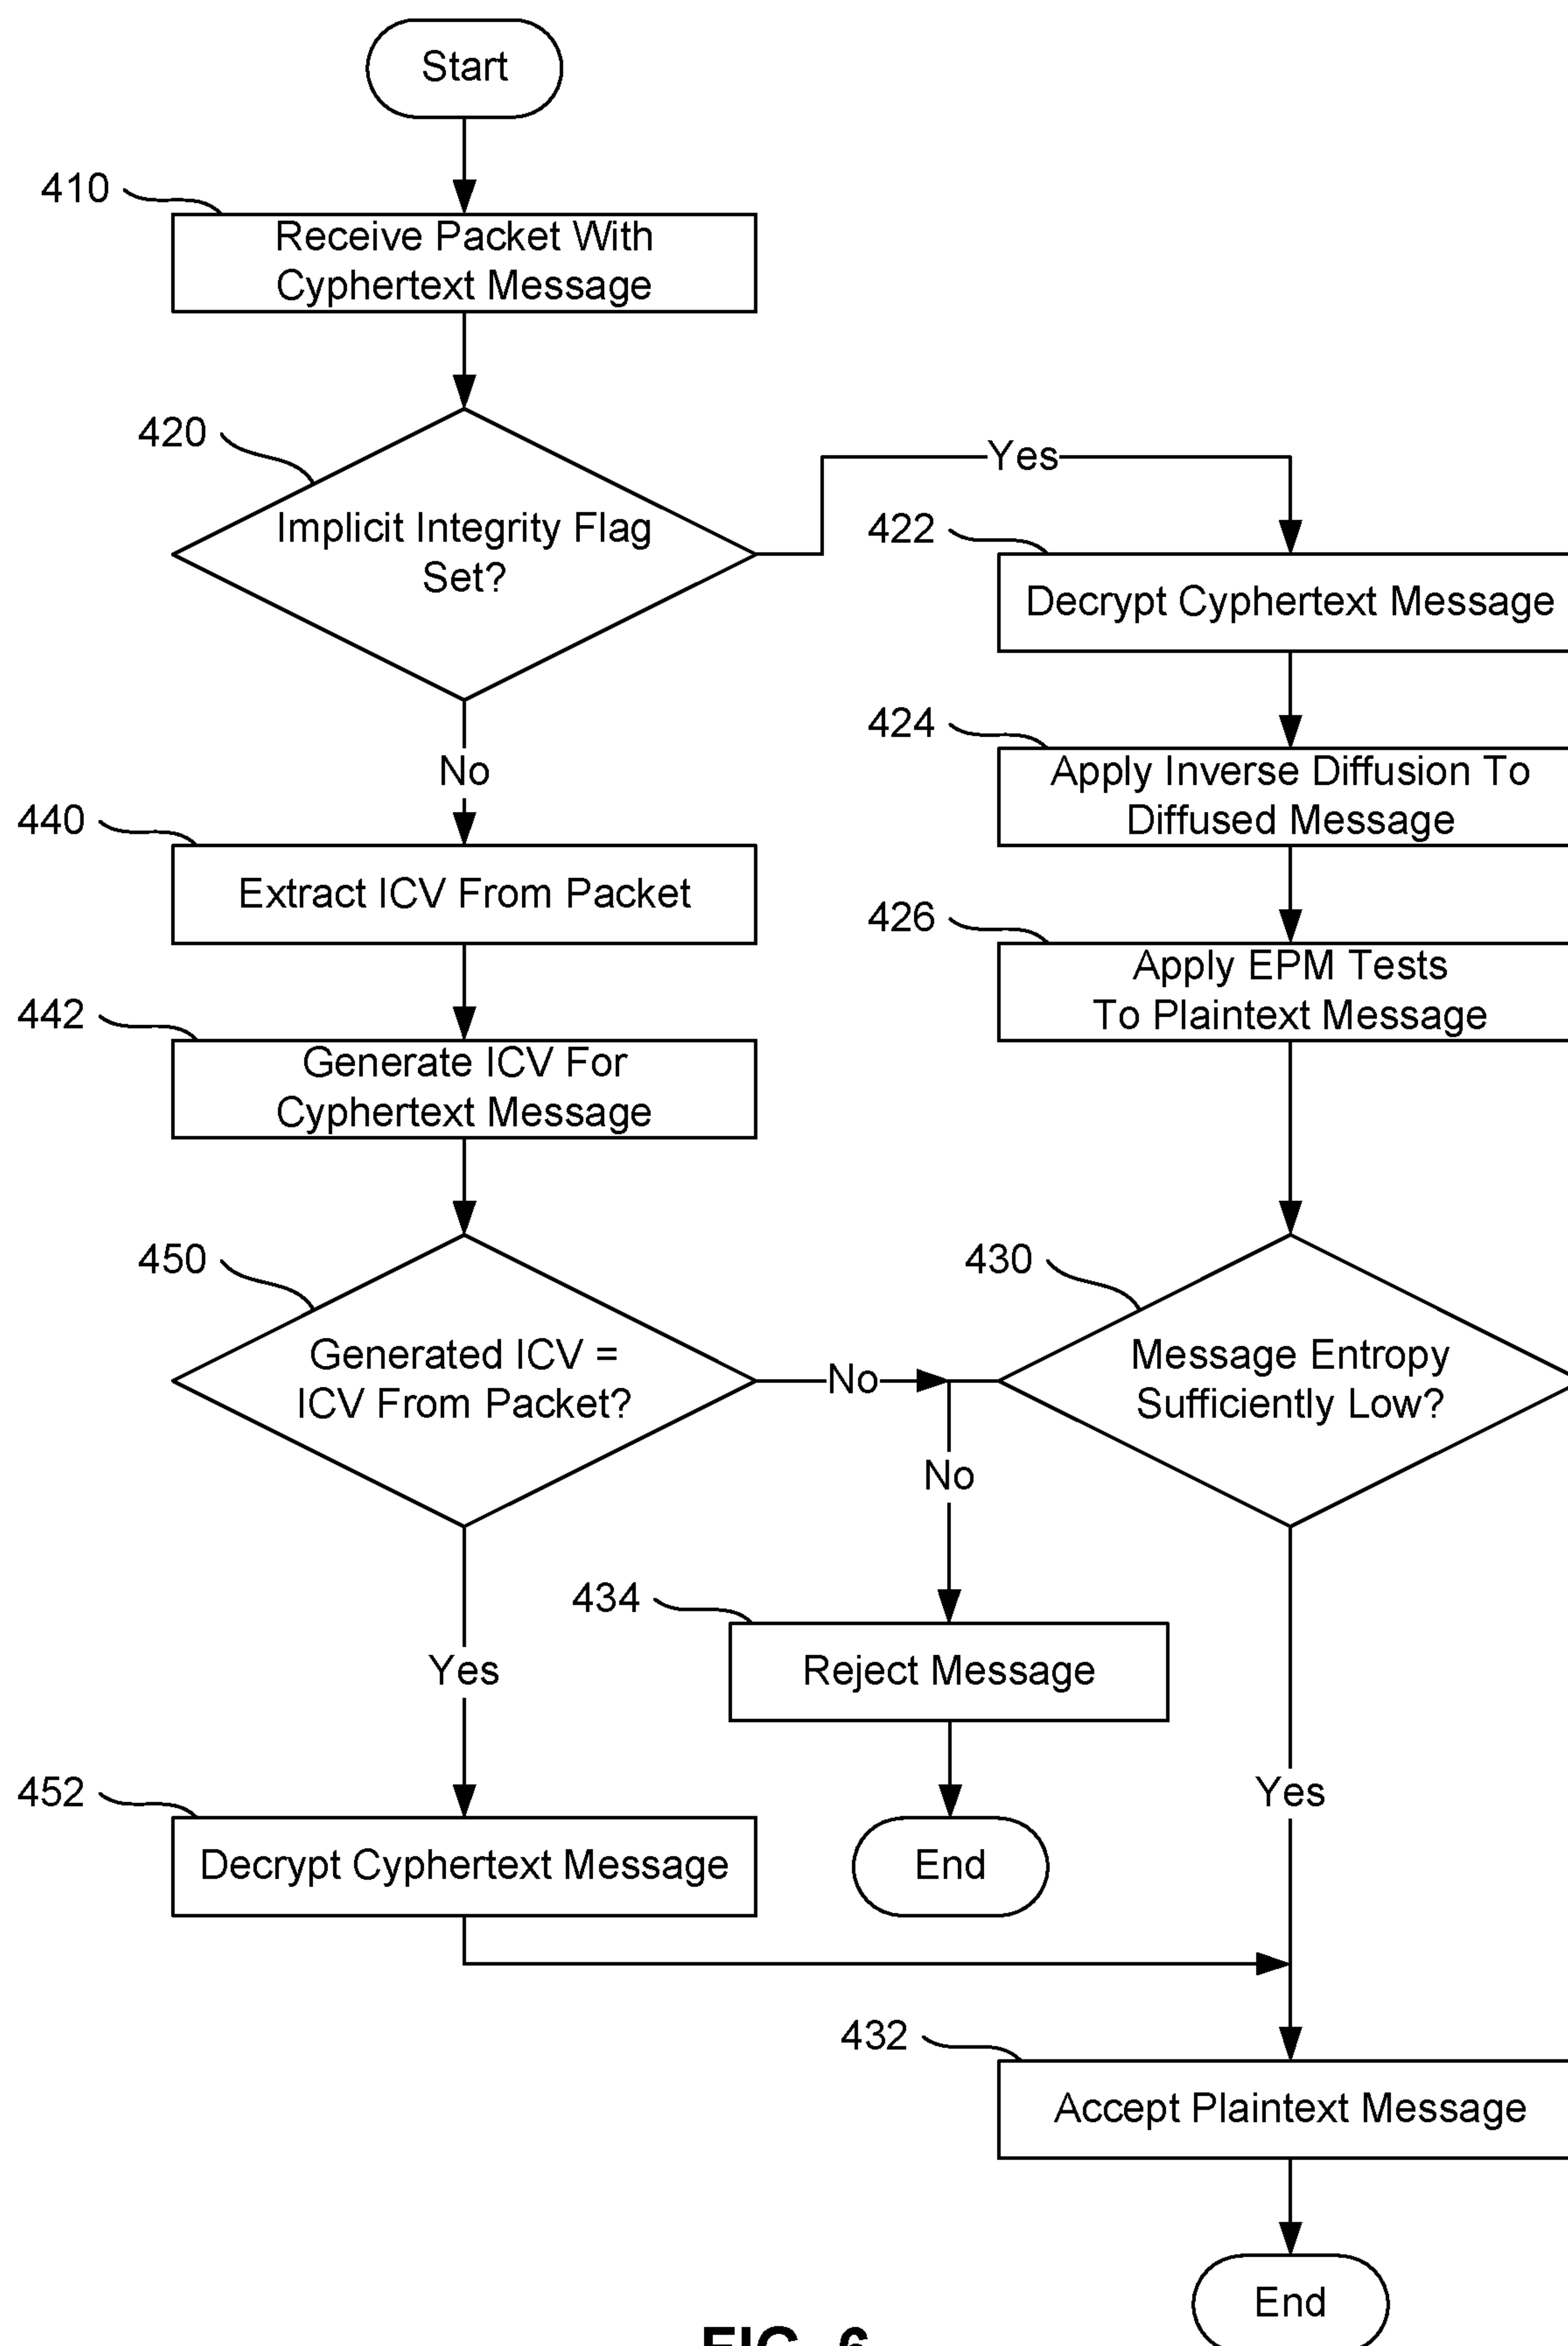 Start
410
Receive Packet With
Cyphertext Message
420
Implicit Integrity Flag
Set?
Yes
422
Decrypt Cyphertext Message
424
Apply Inverse Diffusion To
Diffused Message
426
Apply EPM Tests
To Plaintext Message
No
440
Extract ICV From Packet
442
Generate ICV For
Cyphertext Message
450
Generated ICV =
ICV From Packet?
No
430
Message Entropy
Sufficiently Low?
No
434
Reject Message
End
Yes
452
Decrypt Cyphertext Message
Yes
432
Accept Plaintext Message
End
FIG. 6